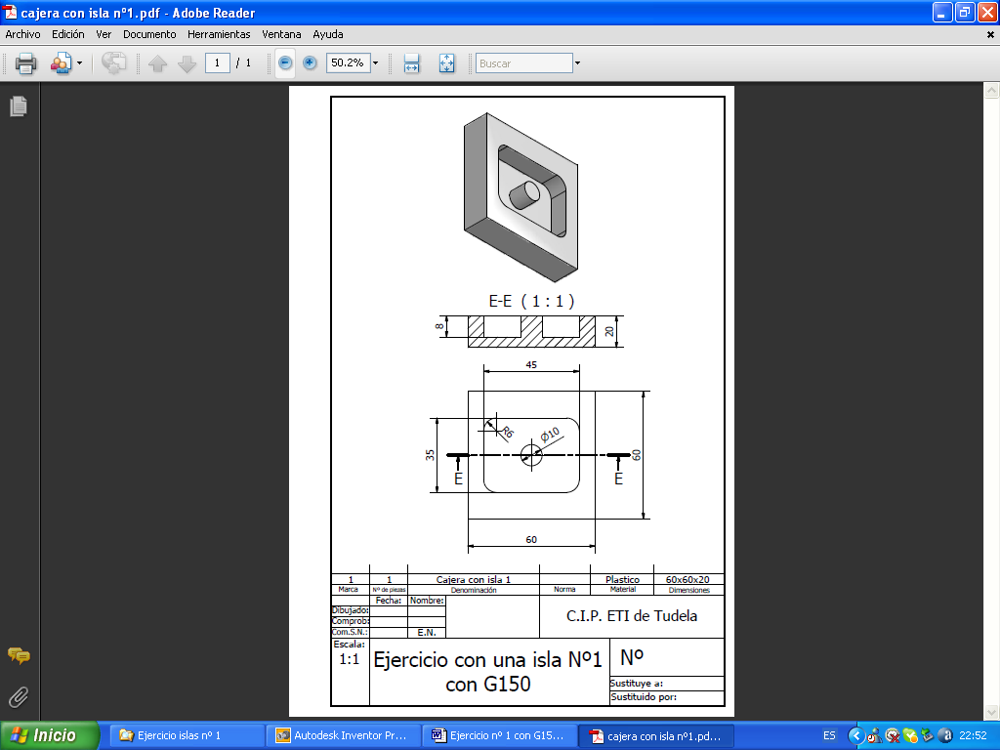 cajera con isla nº1.pdf - Adobe Reader
Archivo Edición Ver Documento Herramientas Ventana Ayuda
1 / 1 50.2% Buscar
E-E ( 1 : 1 )
8
20
45
R6
Ø10
35
60
E E
60
1 1 Cajera con isla 1 Plastico 60x60x20
Marca Nº de piezas Denominación Norma Material Dimensiones
Fecha: Nombre:
Dibujado:
Comprob:
Com.S.N.: E.N.
C.I.P. ETI de Tudela
Escala:
1:1
Ejercicio con una isla Nº1
con G150
Nº
Sustituye a:
Sustituido por:
Inicio Ejercicio islas nº 1 Autodesk Inventor Pr... Ejercicio nº 1 con G15... cajera con isla nº1.pd... ES 22:52